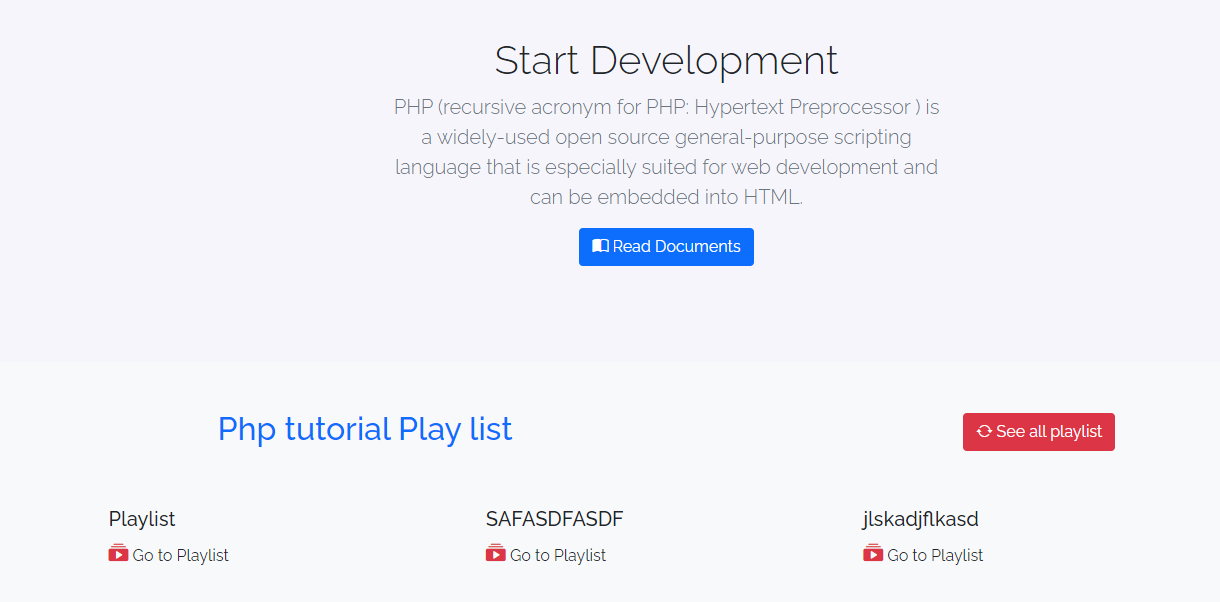 Start Development
PHP (recursive acronym for PHP: Hypertext Preprocessor ) is
a widely-used open source general-purpose scripting
language that is especially suited for web development and
can be embedded into HTML.
Read Documents
Php tutorial Play list
See all playlist
Playlist
SAFASDFASDF
jlskadjflkasd
Go to Playlist
Go to Playlist
Go to Playlist